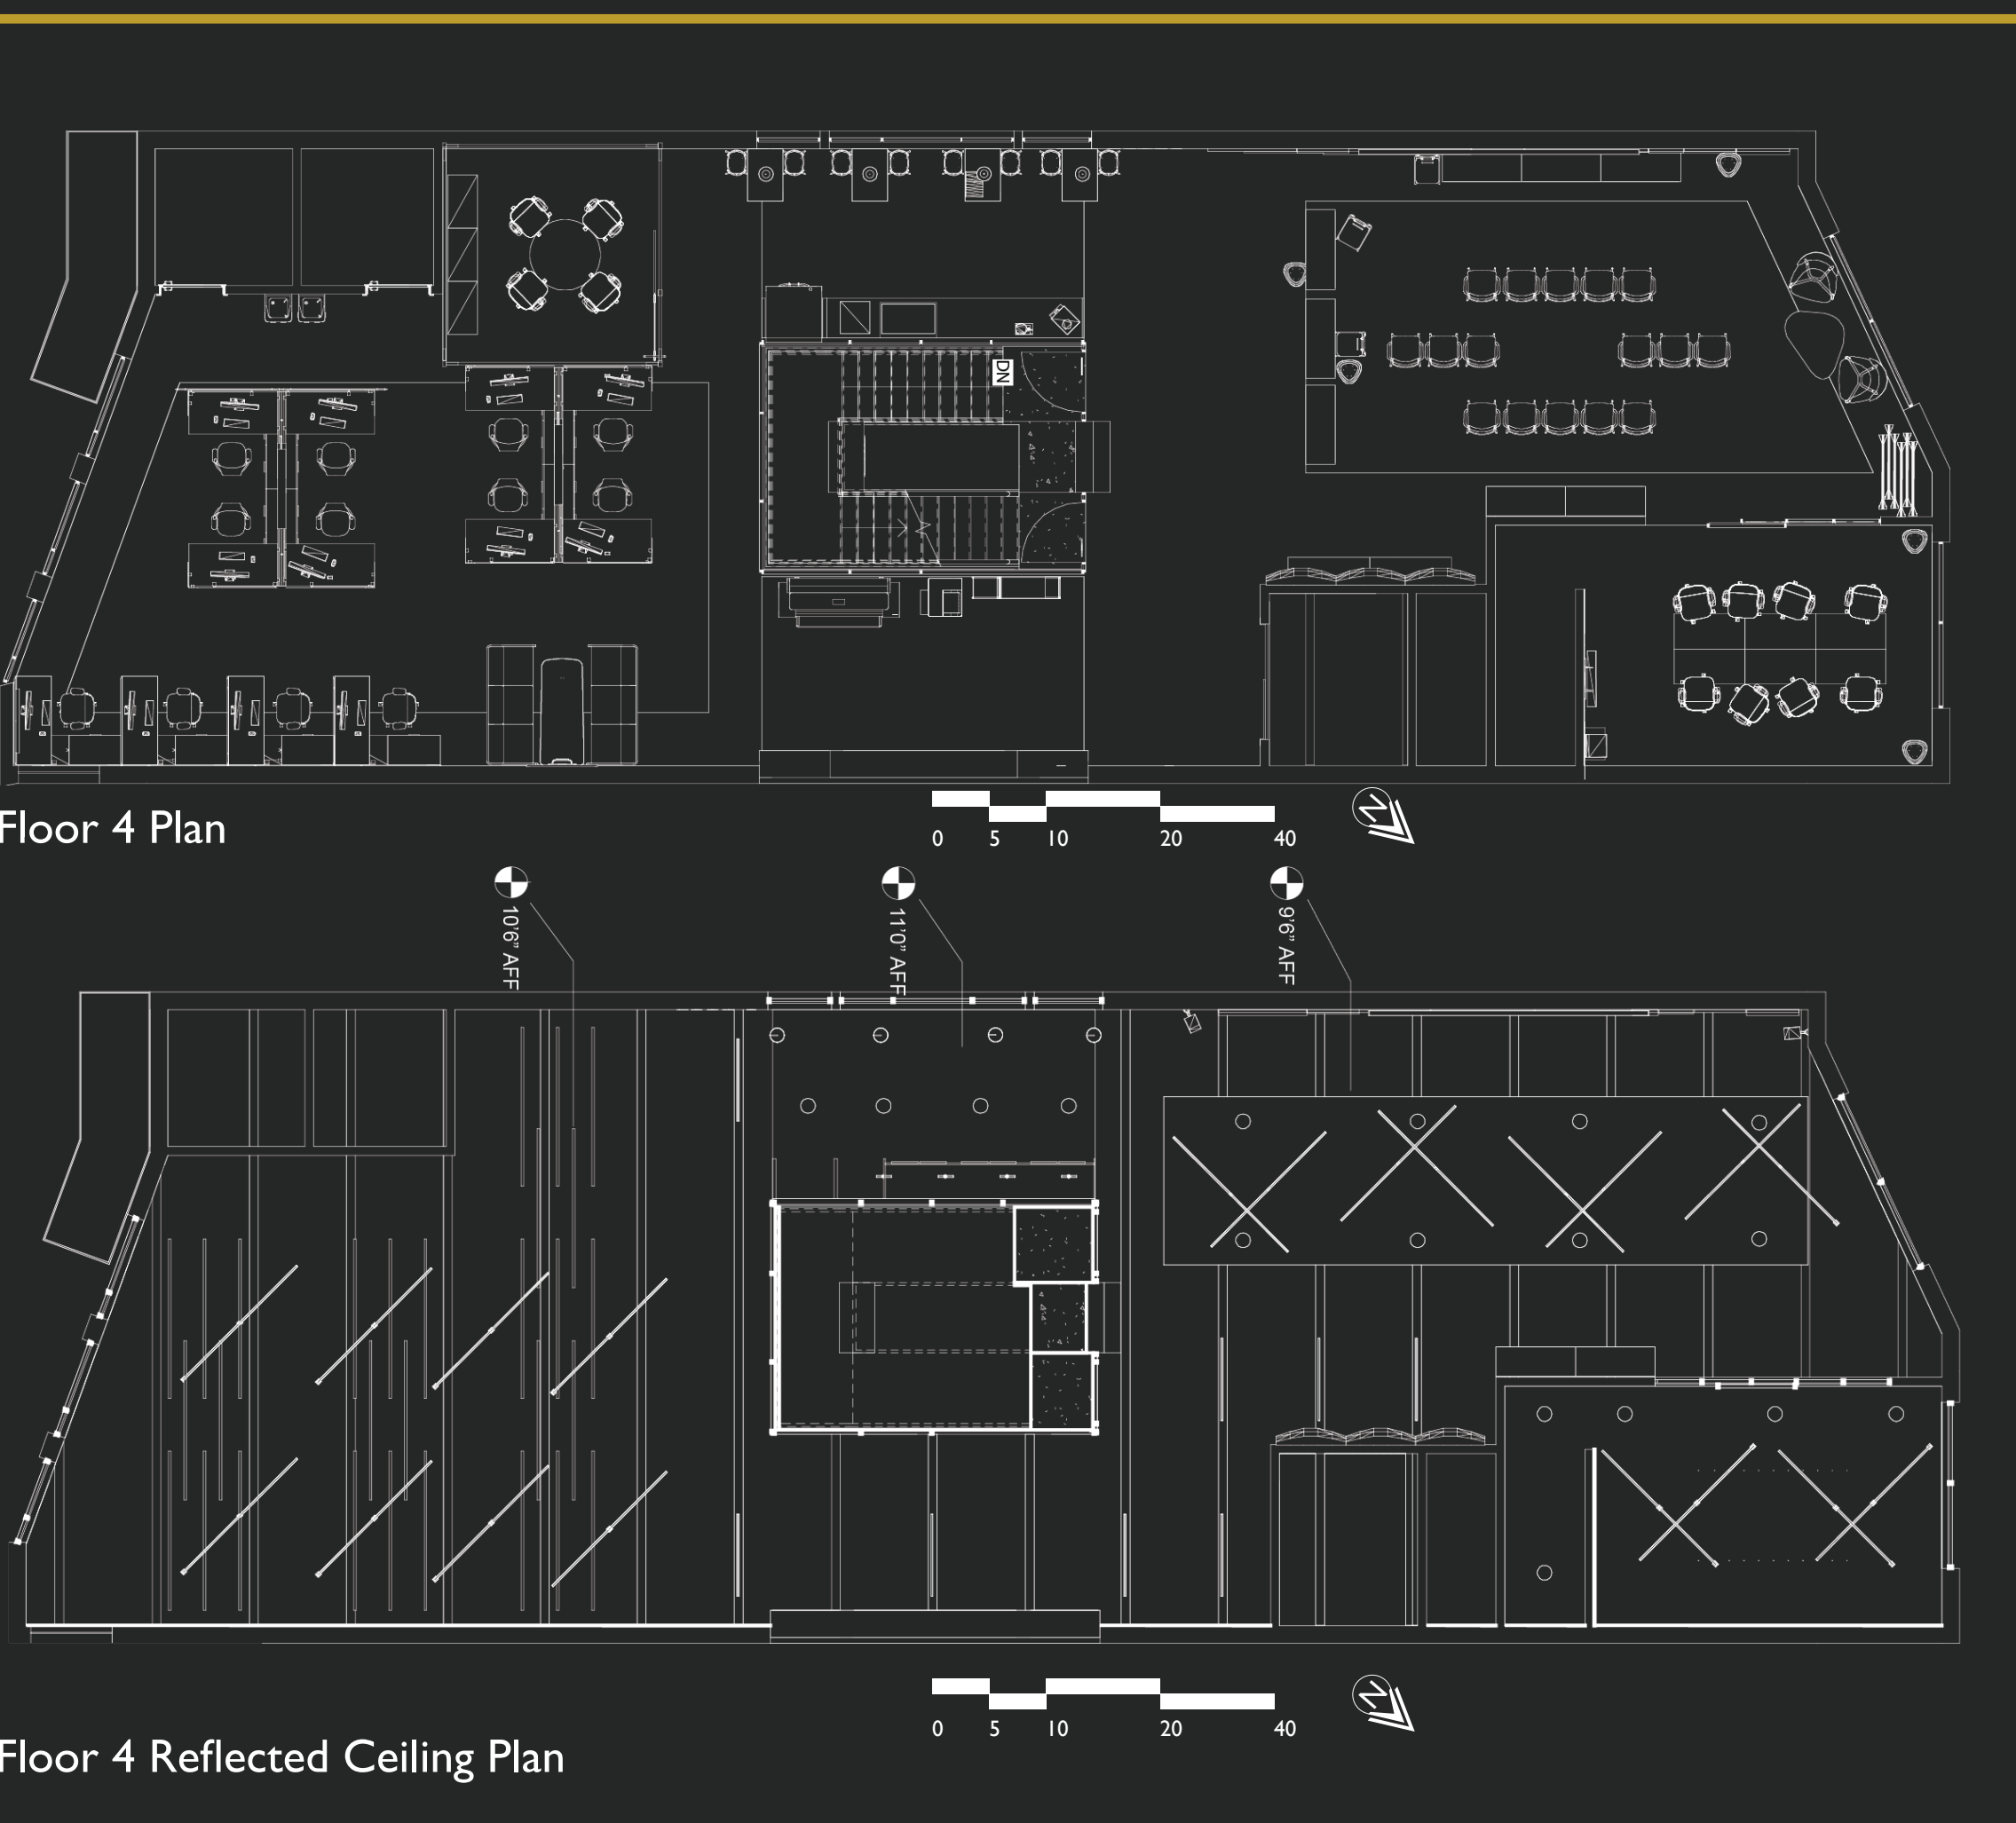 DN
Floor 4 Plan
0 5 10 20 40
N
10'6" AFF
11'0" AFF
9'6" AFF
0 5 10 20 40
N
Floor 4 Reflected Ceiling Plan